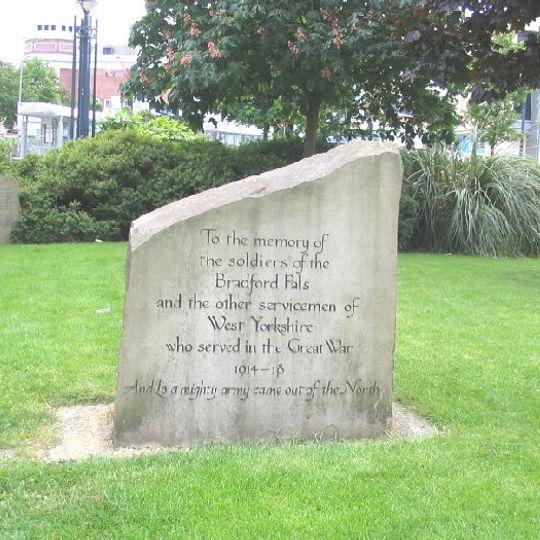 To the memory of
the soldiers of the
Bradford Pals
and the other servicemen of
West Yorkshire
who served in the Great War
1914-18
And Lo a mighty army came out of the North